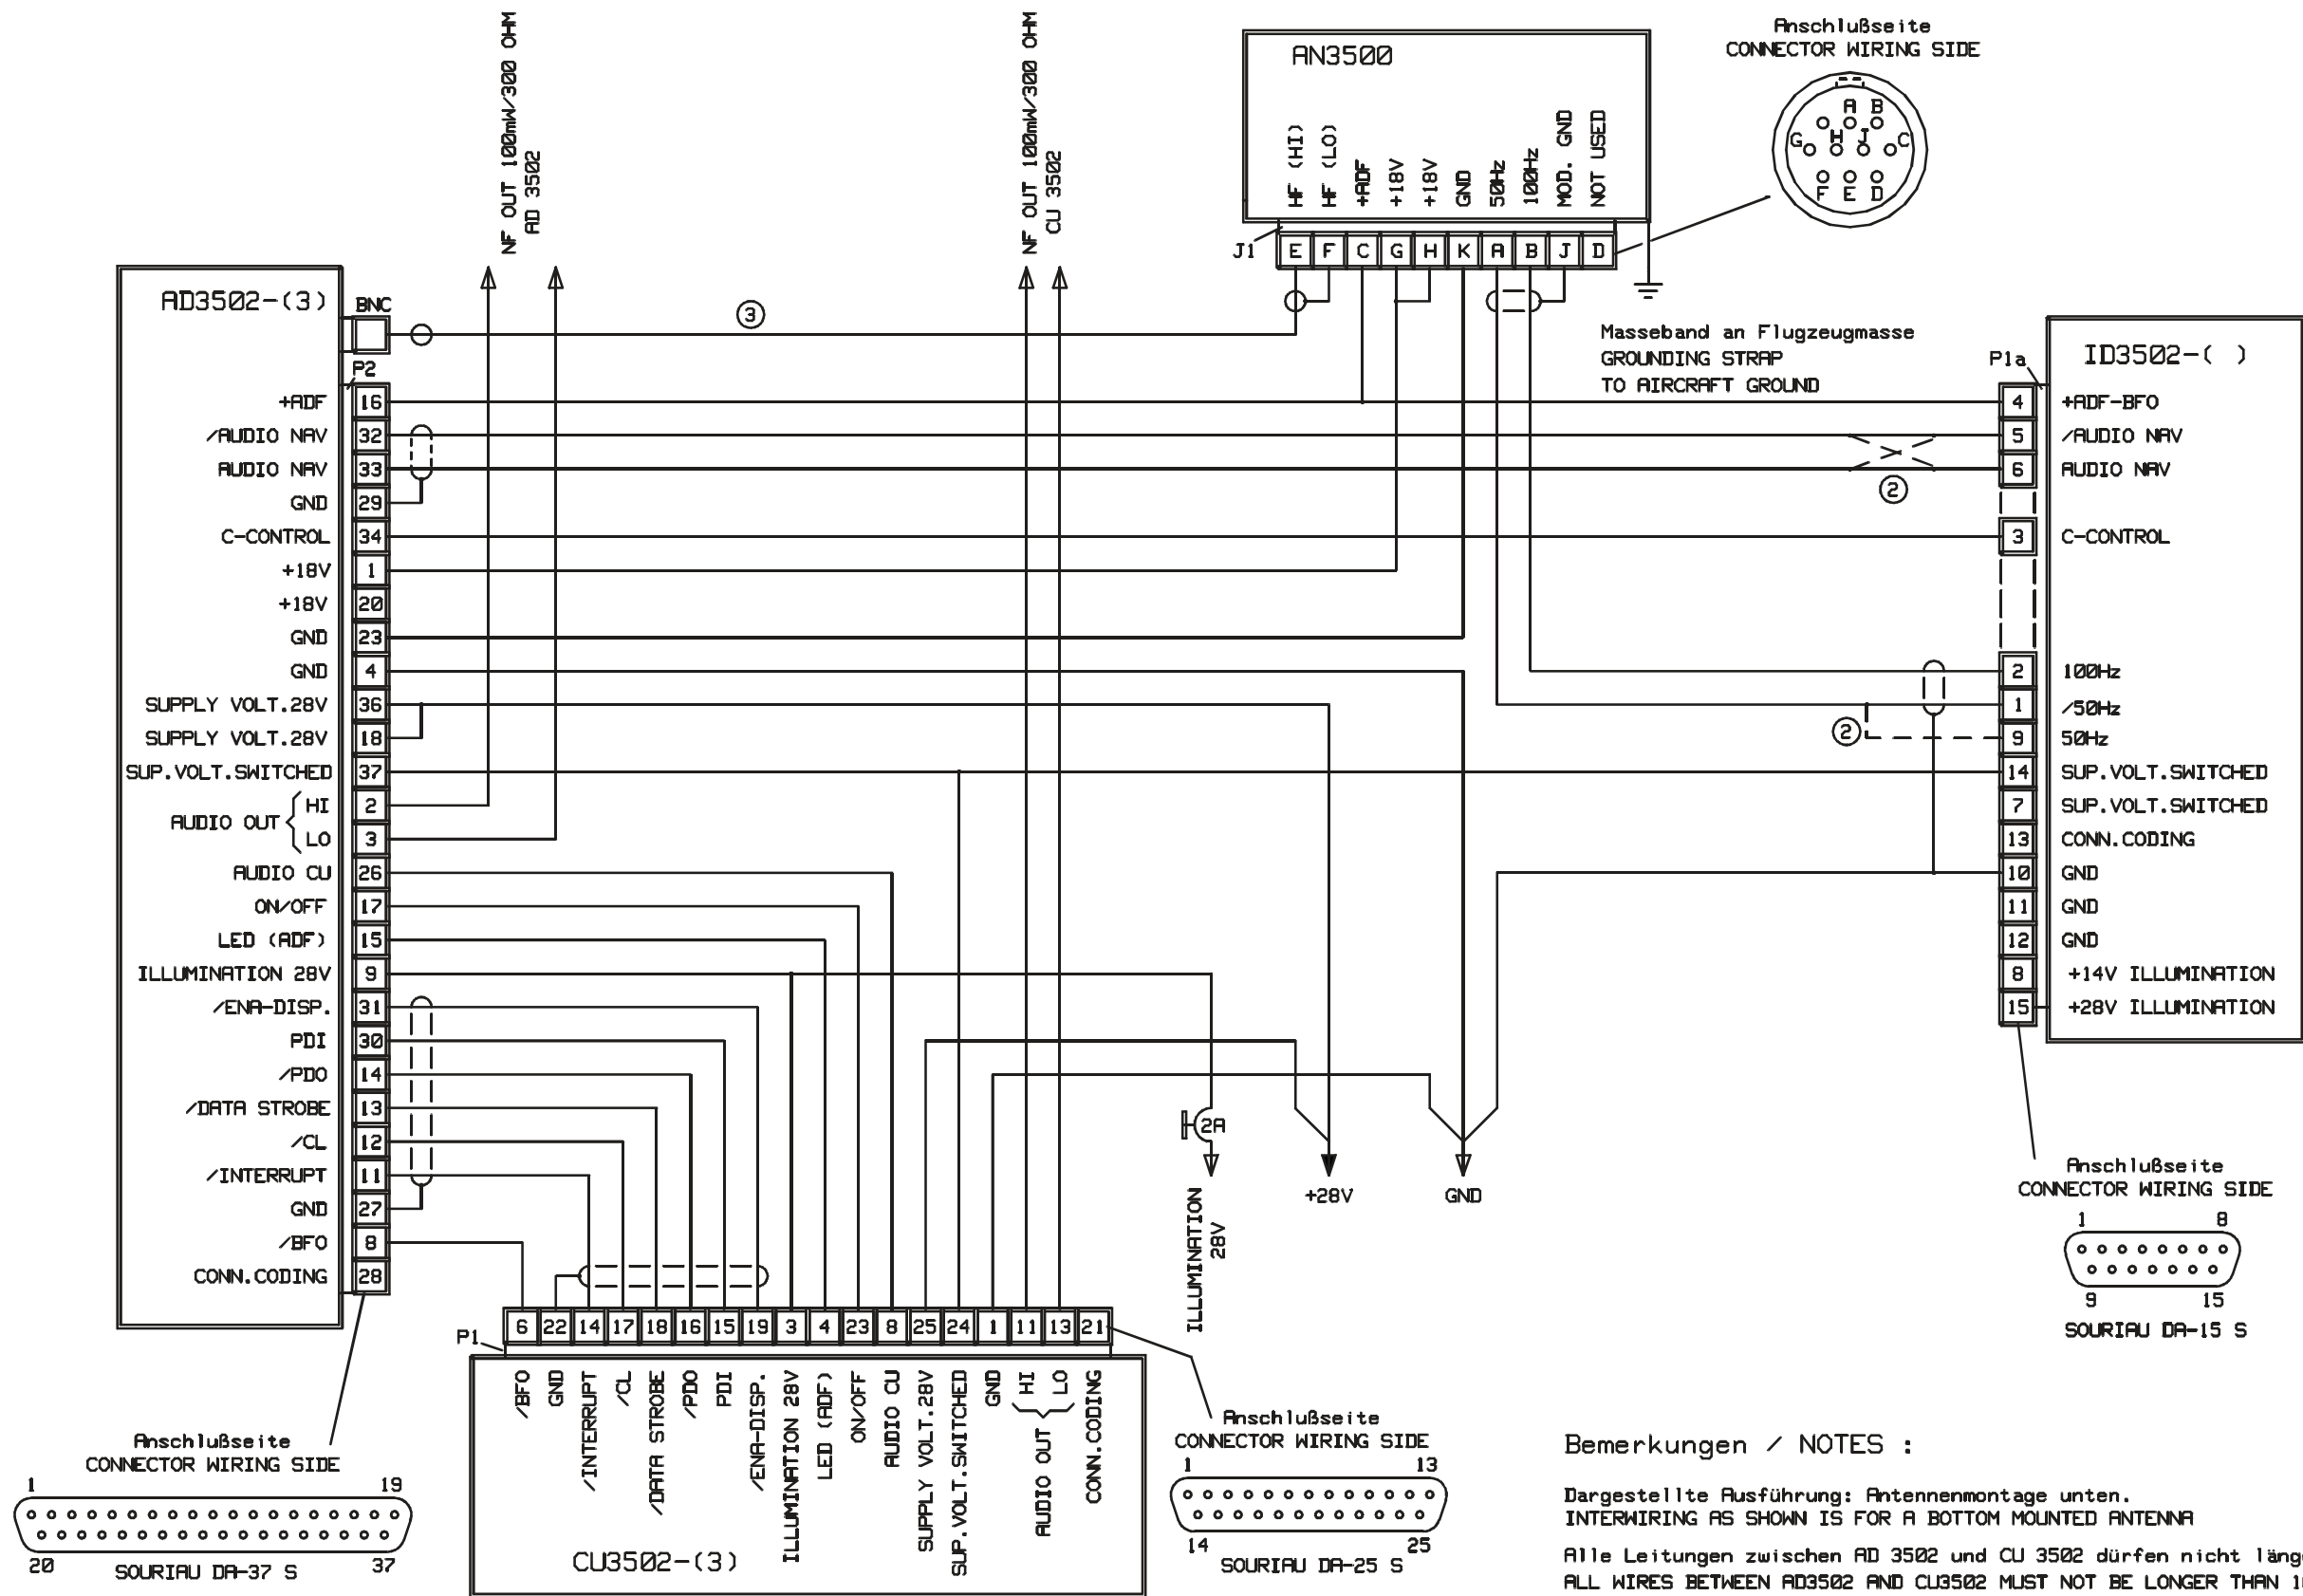 NF OUT 100mW/300 OHM
AD 3502
NF OUT 100mW/300 OHM
CU 3502
AN3500
HF (HI)
HF (LO)
+ADF
+18V
+18V
GND
50Hz
100Hz
MOD. GND
NOT USED
J1
E F C G H K A B J D
Anschlußseite
CONNECTOR WIRING SIDE
A B
G H J C
F E D
Masseband an Flugzeugmasse
GROUNDING STRAP
TO AIRCRAFT GROUND
AD3502-(3)
BNC
3
P2
+ADF 16
/AUDIO NAV 32
AUDIO NAV 33
GND 29
C-CONTROL 34
+18V 1
+18V 20
GND 23
GND 4
SUPPLY VOLT.28V 36
SUPPLY VOLT.28V 18
SUP.VOLT.SWITCHED 37
AUDIO OUT
HI 2
LO 3
AUDIO CU 26
ON/OFF 17
LED (ADF) 15
ILLUMINATION 28V 9
/ENA-DISP. 31
PDI 30
/PDO 14
/DATA STROBE 13
/CL 12
/INTERRUPT 11
GND 27
/BFO 8
CONN.CODING 28
P1a
ID3502-( )
4 +ADF-BFO
5 /AUDIO NAV
6 AUDIO NAV
2
3 C-CONTROL
2 100Hz
1 /50Hz
2
9 50Hz
14 SUP.VOLT.SWITCHED
7 SUP.VOLT.SWITCHED
13 CONN.CODING
10 GND
11 GND
12 GND
8 +14V ILLUMINATION
15 +28V ILLUMINATION
2A
ILLUMINATION
28V
+28V
GND
Anschlußseite
CONNECTOR WIRING SIDE
1 8
9 15
SOURIAU DA-15 S
P1
6 22 14 17 18 16 15 19 3 4 23 8 25 24 1 11 13 21
/BFO
GND
/INTERRUPT
/CL
/DATA STROBE
/PDO
PDI
/ENA-DISP.
ILLUMINATION 28V
LED (ADF)
ON/OFF
AUDIO CU
SUPPLY VOLT.28V
SUP.VOLT.SWITCHED
GND
HI
LO
AUDIO OUT
CONN.CODING
CU3502-(3)
Anschlußseite
CONNECTOR WIRING SIDE
1 19
20 37
SOURIAU DA-37 S
Anschlußseite
CONNECTOR WIRING SIDE
1 13
14 25
SOURIAU DA-25 S
Bemerkungen / NOTES :
Dargestellte Ausführung: Antennenmontage unten.
INTERWIRING AS SHOWN IS FOR A BOTTOM MOUNTED ANTENNA
Alle Leitungen zwischen AD 3502 und CU 3502 dürfen nicht
ALL WIRES BETWEEN AD3502 AND CU3502 MUST NOT BE LONGER THAN